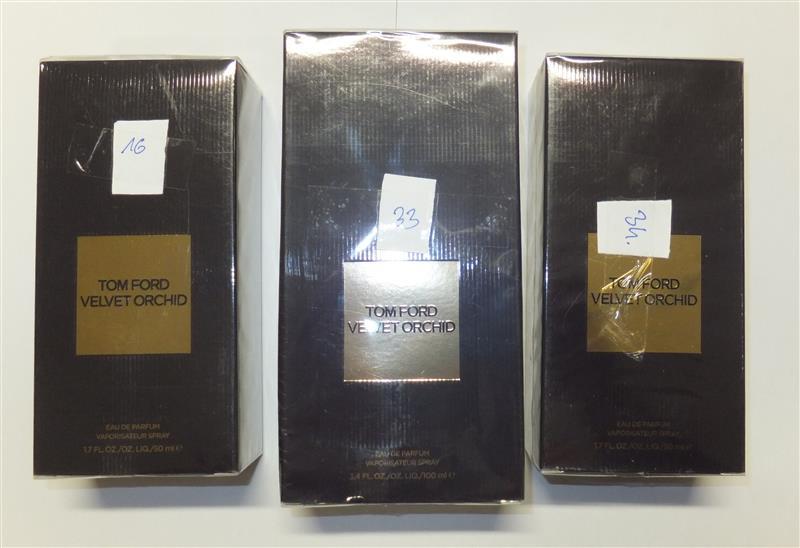 16
TOM FORD
VELVET ORCHID
EAU DE PARFUM
VAPORISATEUR SPRAY
1.7 FL.OZ./OZ. LIQ./50 ml e
33
TOM FORD
VELVET ORCHID
EAU DE PARFUM
VAPORISATEUR SPRAY
3.4 FL.OZ./OZ. LIQ./100 ml e
TOM FORD
VELVET ORCHID
EAU DE PARFUM
VAPORISATEUR SPRAY
1.7 FL.OZ./OZ. LIQ./50 ml e